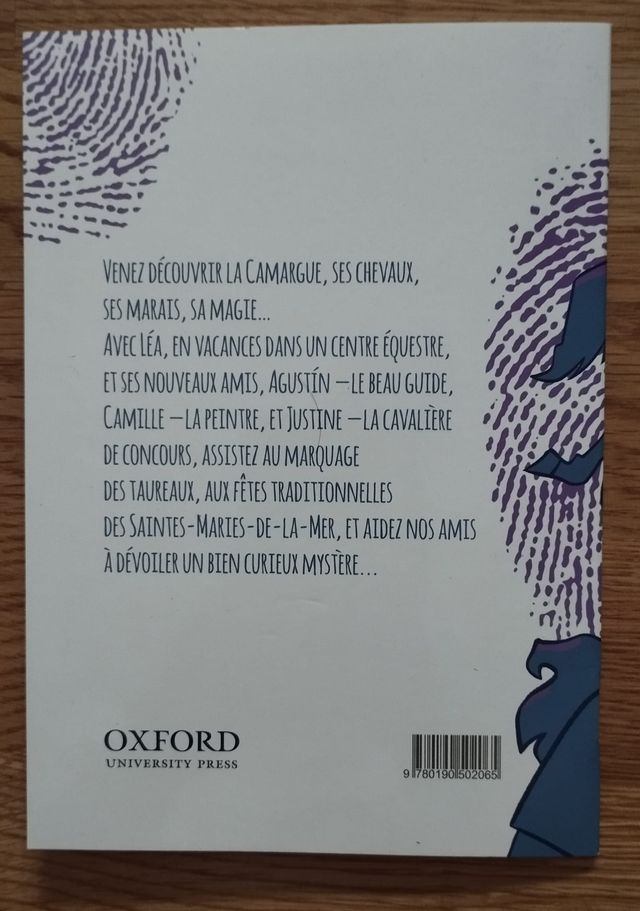 Venez découvrir la Camargue, ses chevaux,
ses marais, sa magie...
Avec Léa, en vacances dans un centre équestre,
et ses nouveaux amis, Agustín –le beau guide,
Camille –la peintre, et Justine –la cavalière
de concours, assistez au marquage
des taureaux, aux fêtes traditionnelles
des Saintes-Maries-de-la-Mer, et aidez nos amis
à dévoiler un bien curieux mystère...
OXFORD
UNIVERSITY PRESS
9 780190 502065